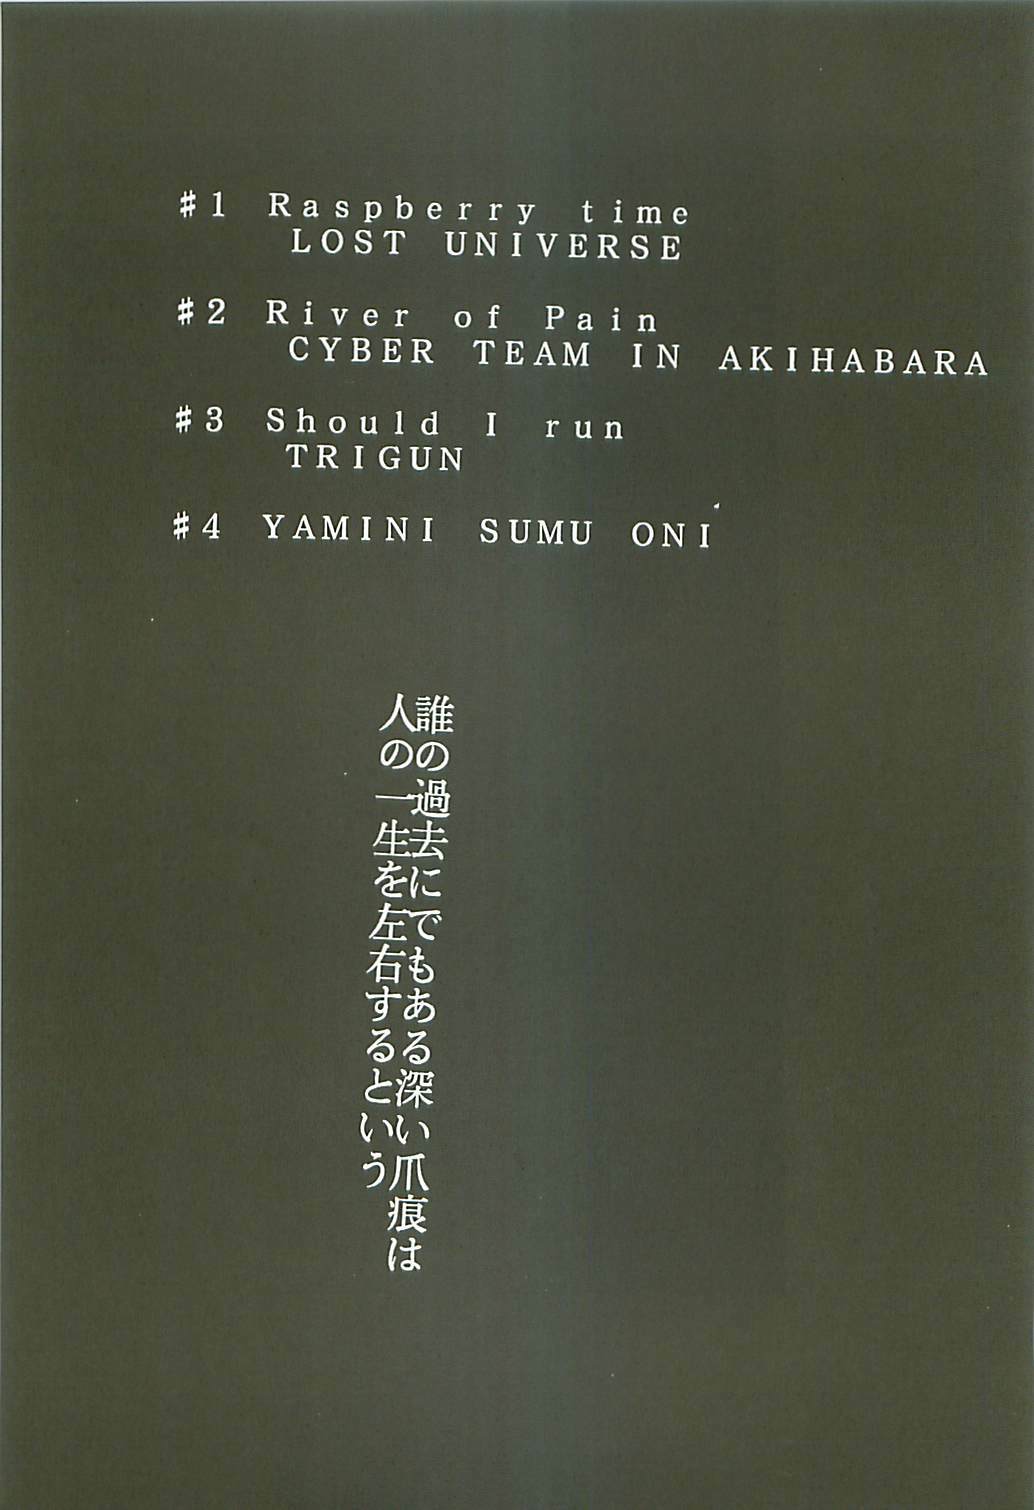 #1 Raspberry time
LOST UNIVERSE
#2 River of Pain
CYBER TEAM IN AKIHABARA
#3 Should I run
TRIGUN
#4 YAMINI SUMU ONI
誰の過去にでもある深い爪痕は
人の一生を左右するという